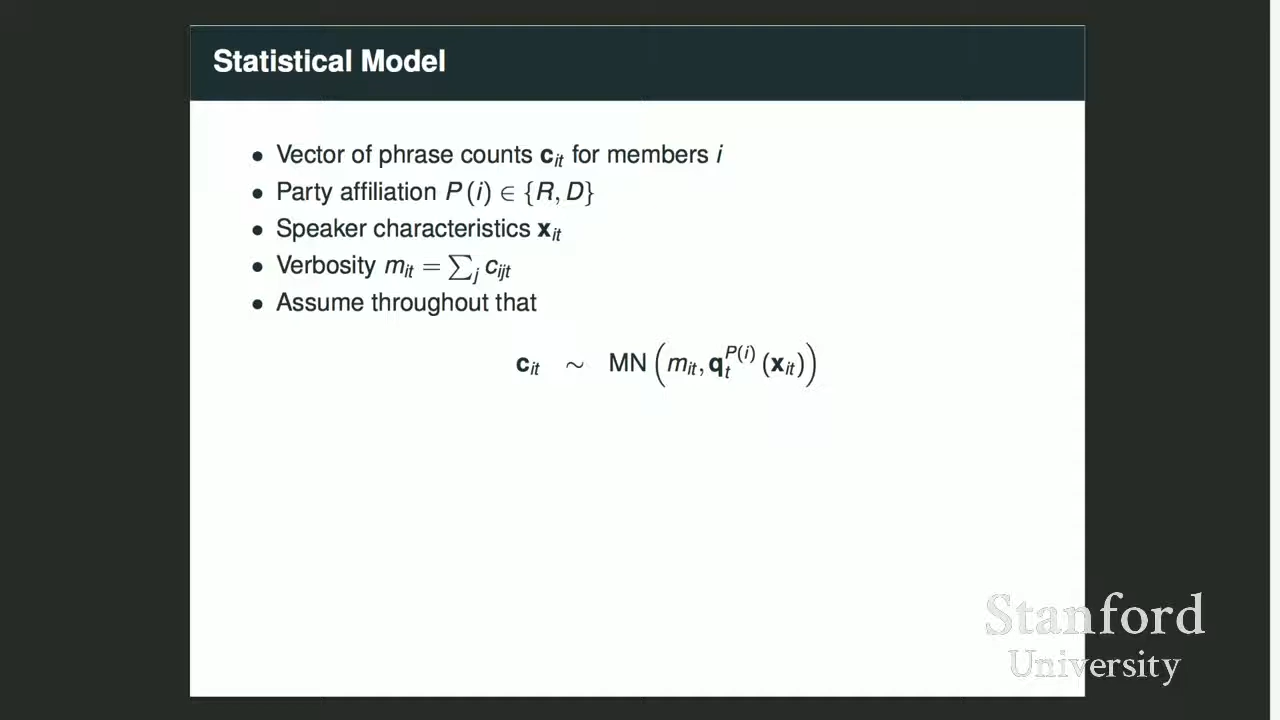 Statistical Model
• Vector of phrase counts c_it for members i
• Party affiliation P(i) ∈ {R, D}
• Speaker characteristics x_it
• Verbosity m_it = ∑_j c_ijt
• Assume throughout that
c_it ∼ MN(m_it, q_t^P(i)(x_it))
Stanford
University